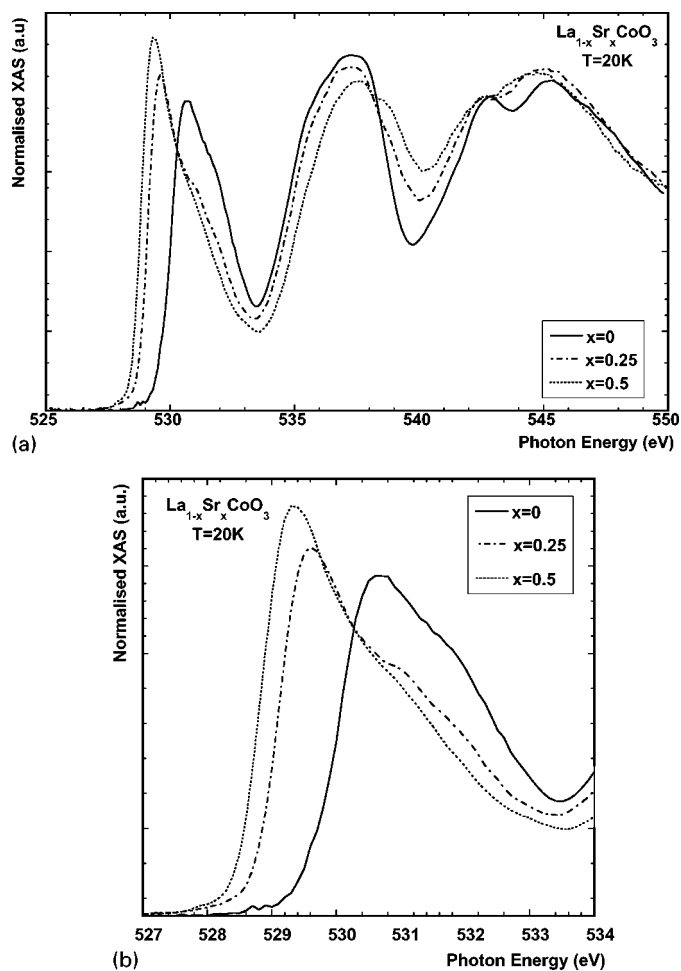 La1-xSrxCoO3
T=20K
Normalised XAS (a.u)
x=0
x=0.25
x=0.5
525 530 535 540 545 550
(a)
Photon Energy (eV)
La1-xSrxCoO3
T=20K
Normalised XAS (a.u.)
x=0
x=0.25
x=0.5
527 528 529 530 531 532 533 534
(b)
Photon Energy (eV)